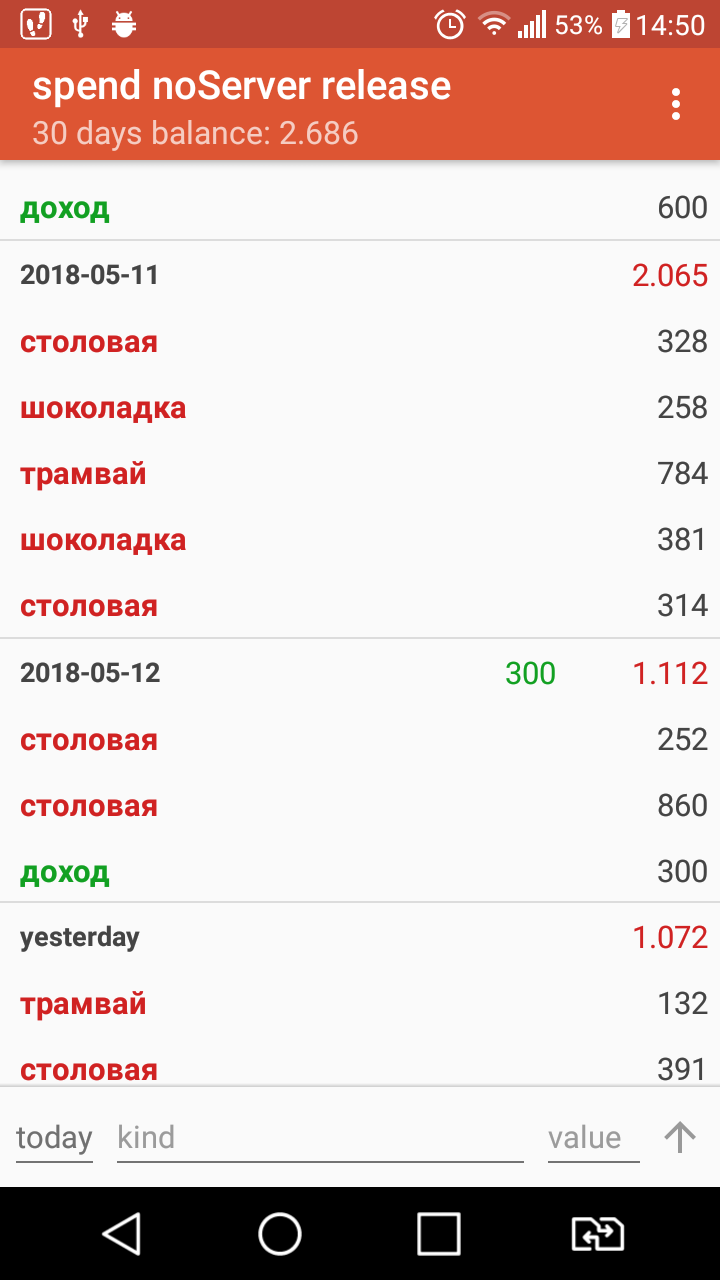 53% 14:50
spend noServer release
30 days balance: 2.686
доход 600
2018-05-11 2.065
столовая 328
шоколадка 258
трамвай 784
шоколадка 381
столовая 314
2018-05-12 300 1.112
столовая 252
столовая 860
доход 300
yesterday 1.072
трамвай 132
столовая 391
today kind value